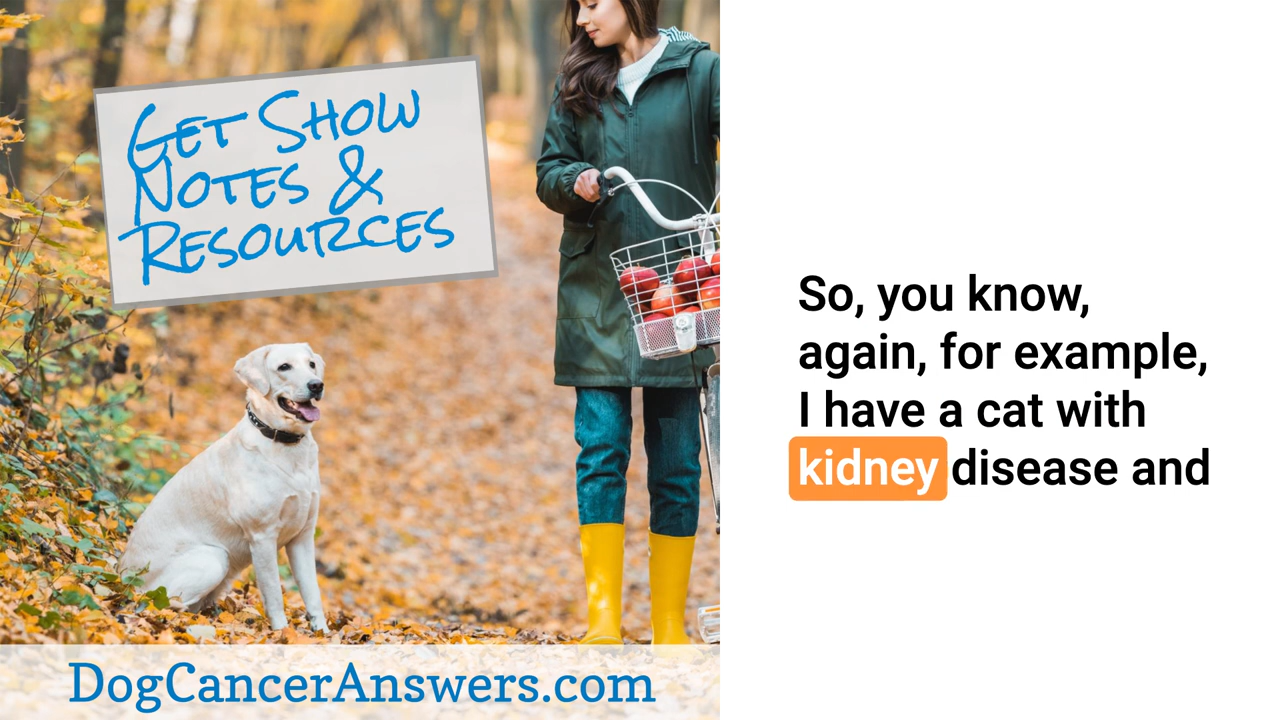 Get Show
Notes &
Resources
DogCancerAnswers.com
So, you know,
again, for example,
I have a cat with
kidney disease and